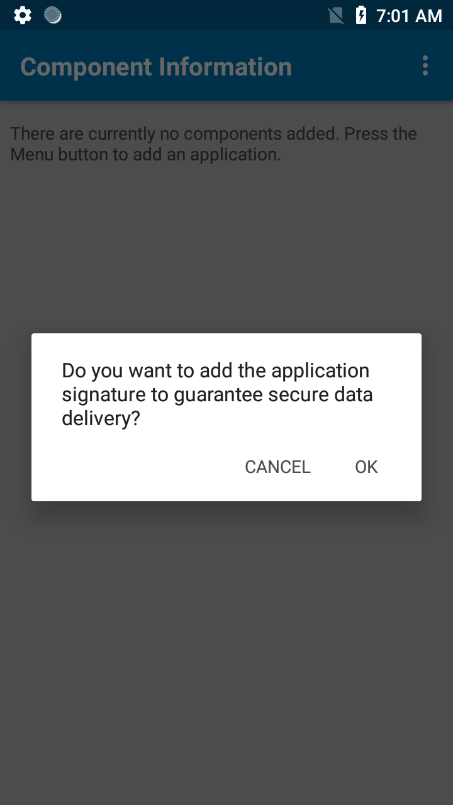 7:01 AM
Component Information
There are currently no components added. Press the
Menu button to add an application.
Do you want to add the application
signature to guarantee secure data
delivery?
CANCEL OK